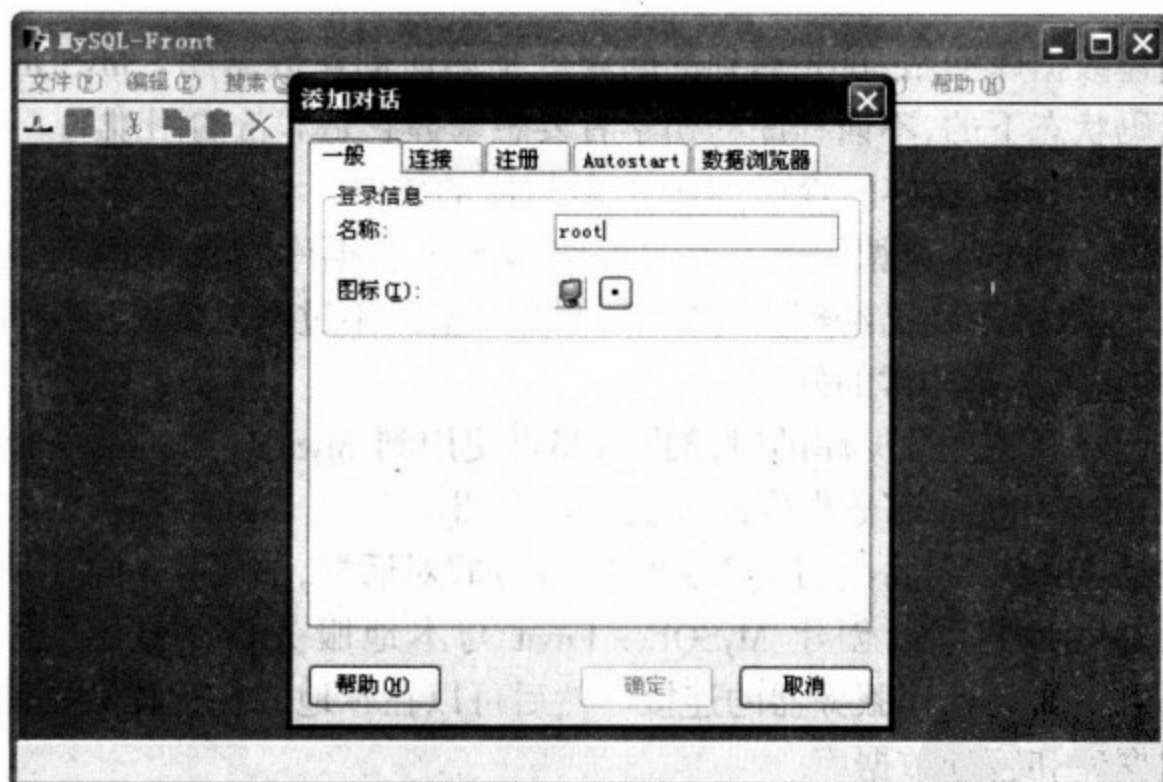 MySQL-Front
文件(F) 编辑(E) 搜索 帮助(H)
添加对话
一般 连接 注册 Autostart 数据浏览器
登录信息
名称: root
图标(I):
帮助(H) 确定 取消